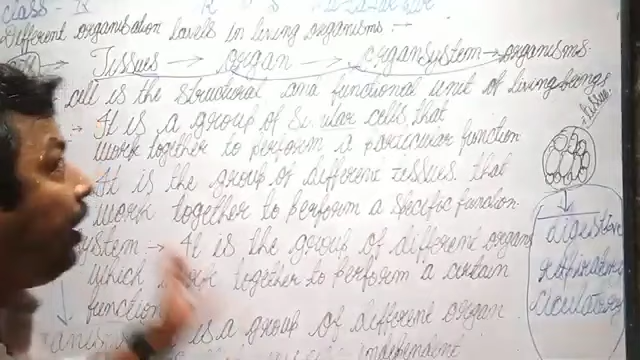 class - IX
Different organisation levels in living organisms :-
Tissues → organ → organsystem → organisms.
cell is the structural and functional unit of living beings
→ It is a group of similar cells that
work together to perform a particular function.
It is the group of different tissues that
work together to perform a specific function.
system → It is the group of different organs
which work together to perform a certain
function
is a group of different organ
tissue
digestive
respiratory
circulatory